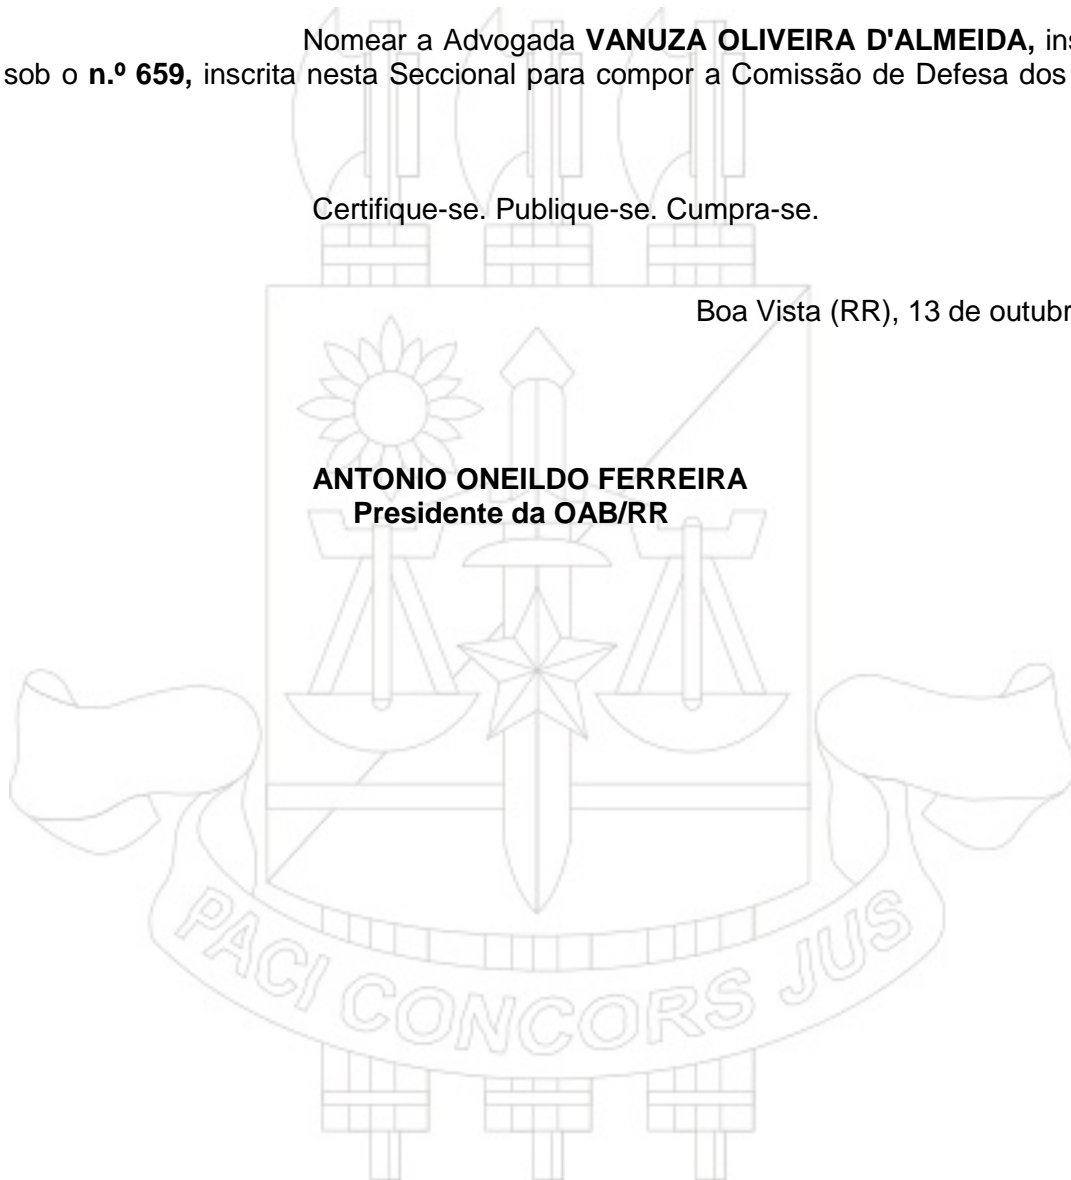 Nomear a Advogada VANUZA OLIVEIRA D'ALMEIDA,
sob o n.º 659, inscrita nesta Seccional para compor a Comissão de Defesa dos
Certifique-se. Publique-se. Cumpra-se.
Boa Vista (RR), 13 de
ANTONIO ONEILDO FERREIRA
Presidente da OAB/RR
PACI CONCORS JUS